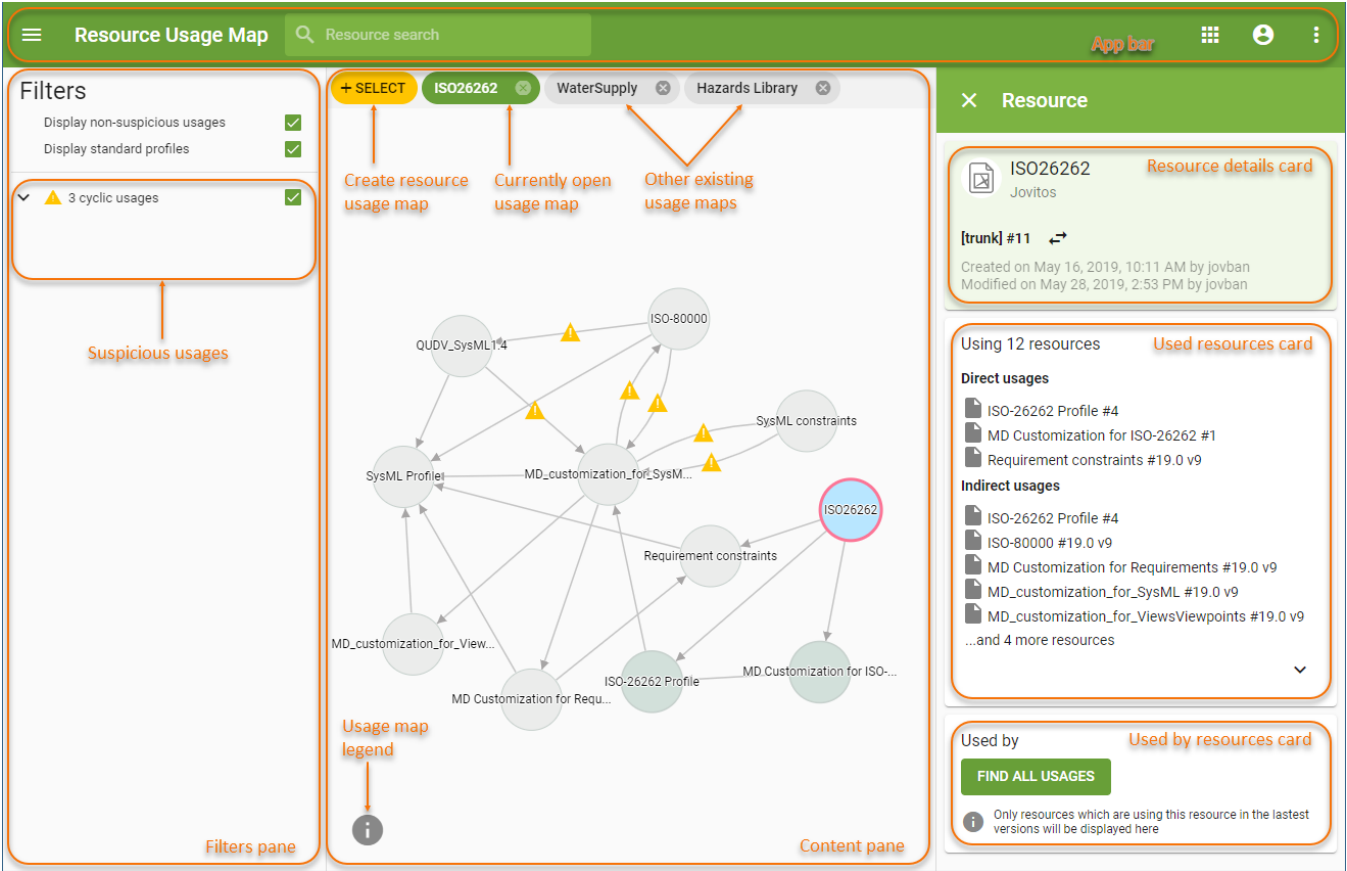 Resource Usage Map
Resource search
App bar
Filters
Display non-suspicious usages
Display standard profiles
3 cyclic usages
Suspicious usages
Filters pane
+ SELECT
ISO26262
WaterSupply
Hazards Library
Create resource
usage map
Currently open
usage map
Other existing
usage maps
ISO-80000
QUDV_SysML1.4
SysML constraints
SysML Profile
MD_customization_for_SysM...
ISO26262
Requirement constraints
MD_customization_for_View...
MD Customization for Requ...
ISO-26262 Profile
MD Customization for ISO-...
Usage map
legend
Content pane
Resource
ISO26262
Resource details card
Jovitos
[trunk] #11
Created on May 16, 2019, 10:11 AM by jovban
Modified on May 28, 2019, 2:53 PM by jovban
Using 12 resources
Used resources card
Direct usages
ISO-26262 Profile #4
MD Customization for ISO-26262 #1
Requirement constraints #19.0 v9
Indirect usages
ISO-26262 Profile #4
ISO-80000 #19.0 v9
MD Customization for Requirements #19.0 v9
MD_customization_for_SysML #19.0 v9
MD_customization_for_ViewsViewpoints #19.0 v9
...and 4 more resources
Used by
Used by resources card
FIND ALL USAGES
Only resources which are using this resource in the lastest
versions will be displayed here